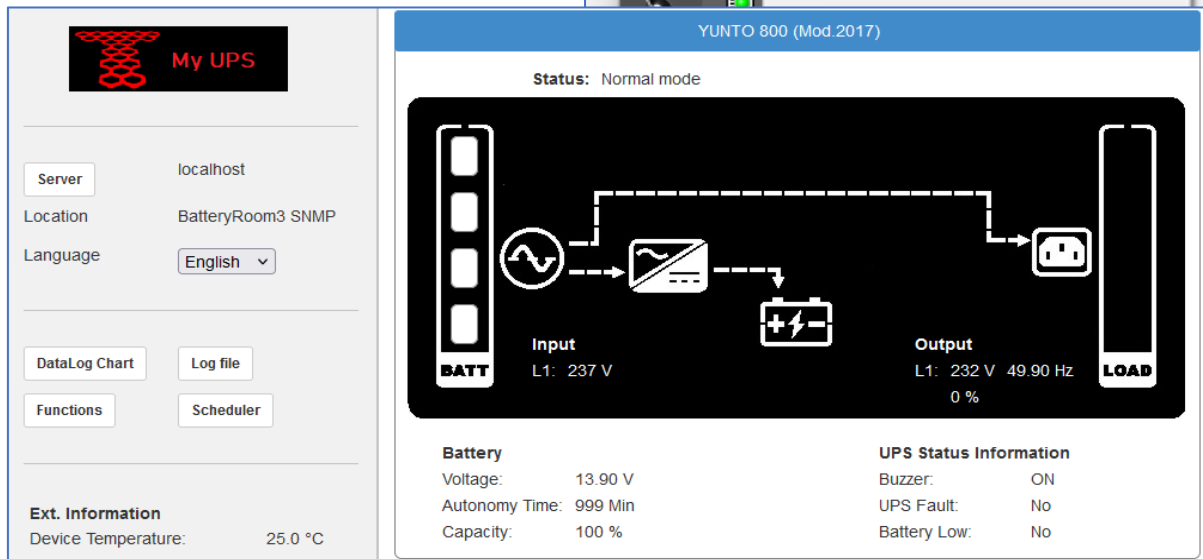 My UPS
Server localhost
Location BatteryRoom3 SNMP
Language English
DataLog Chart Log file
Functions Scheduler
Ext. Information
Device Temperature: 25.0 °C
YUNTO 800 (Mod.2017)
Status: Normal mode
BATT
Input
L1: 237 V
Output
L1: 232 V 49.90 Hz
0 %
LOAD
Battery
Voltage: 13.90 V
Autonomy Time: 999 Min
Capacity: 100 %
UPS Status Information
Buzzer: ON
UPS Fault: No
Battery Low: No